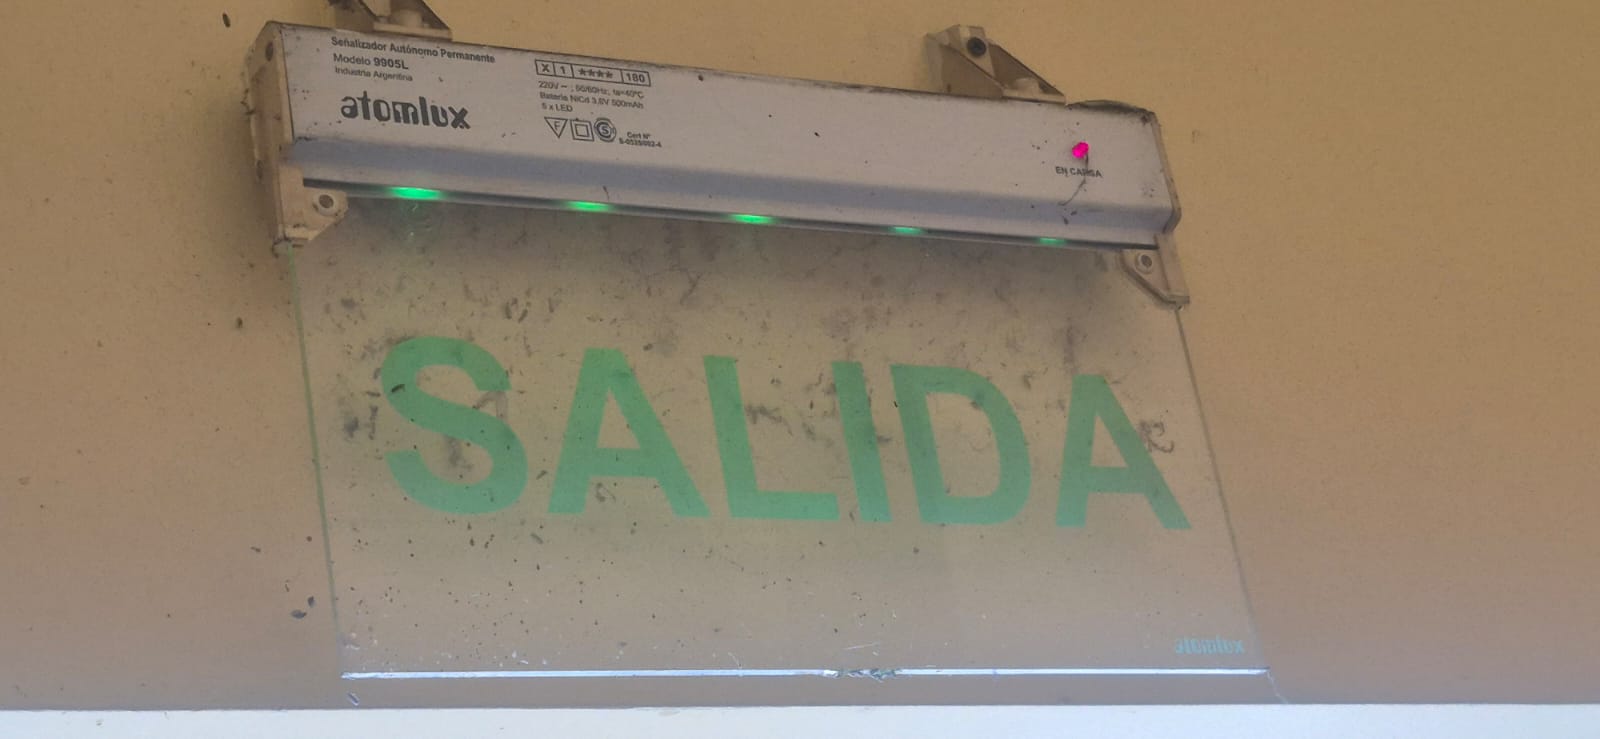 Señalizador Autónomo Permanente
Modelo 9905L
Industria Argentina
atomlux
X 1 **** 180
220V ~ ; 50/60Hz, ta=40°C
Batería NiCd 3,6V 500mAh
5 x LED
F
S
Cert Nº
EN CARGA
SALIDA
atomlux